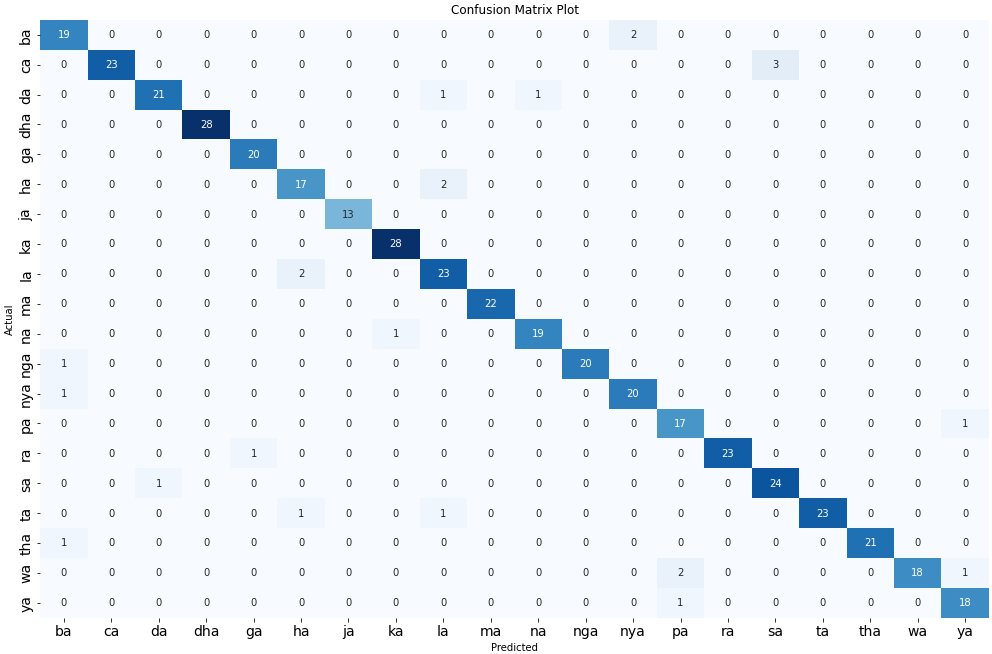 Confusion Matrix Plot
ba 19 0 0 0 0 0 0 0 0 0 0 0 2 0 0 0 0 0 0 0
ca 0 23 0 0 0 0 0 0 0 0 0 0 0 0 0 3 0 0 0 0
da 0 0 21 0 0 0 0 0 1 0 1 0 0 0 0 0 0 0 0 0
dha 0 0 0 28 0 0 0 0 0 0 0 0 0 0 0 0 0 0 0 0
ga 0 0 0 0 20 0 0 0 0 0 0 0 0 0 0 0 0 0 0 0
ha 0 0 0 0 0 17 0 0 2 0 0 0 0 0 0 0 0 0 0 0
ja 0 0 0 0 0 0 13 0 0 0 0 0 0 0 0 0 0 0 0 0
ka 0 0 0 0 0 0 0 28 0 0 0 0 0 0 0 0 0 0 0 0
la 0 0 0 0 0 2 0 0 23 0 0 0 0 0 0 0 0 0 0 0
ma 0 0 0 0 0 0 0 0 0 22 0 0 0 0 0 0 0 0 0 0
Actual
na 0 0 0 0 0 0 0 1 0 0 19 0 0 0 0 0 0 0 0 0
nga 1 0 0 0 0 0 0 0 0 0 0 20 0 0 0 0 0 0 0 0
nya 1 0 0 0 0 0 0 0 0 0 0 0 20 0 0 0 0 0 0 0
pa 0 0 0 0 0 0 0 0 0 0 0 0 0 17 0 0 0 0 0 1
ra 0 0 0 0 1 0 0 0 0 0 0 0 0 0 23 0 0 0 0 0
sa 0 0 1 0 0 0 0 0 0 0 0 0 0 0 0 24 0 0 0 0
ta 0 0 0 0 0 1 0 0 1 0 0 0 0 0 0 0 23 0 0 0
tha 1 0 0 0 0 0 0 0 0 0 0 0 0 0 0 0 0 21 0 0
wa 0 0 0 0 0 0 0 0 0 0 0 0 0 2 0 0 0 0 18 1
ya 0 0 0 0 0 0 0 0 0 0 0 0 0 1 0 0 0 0 0 18
ba ca da dha ga ha ja ka la ma na nga nya pa ra sa ta tha wa ya
Predicted